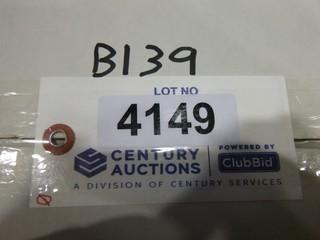 B139
LOT NO
4149
CENTURY AUCTIONS
POWERED BY
ClubBid
A DIVISION OF CENTURY SERVICES